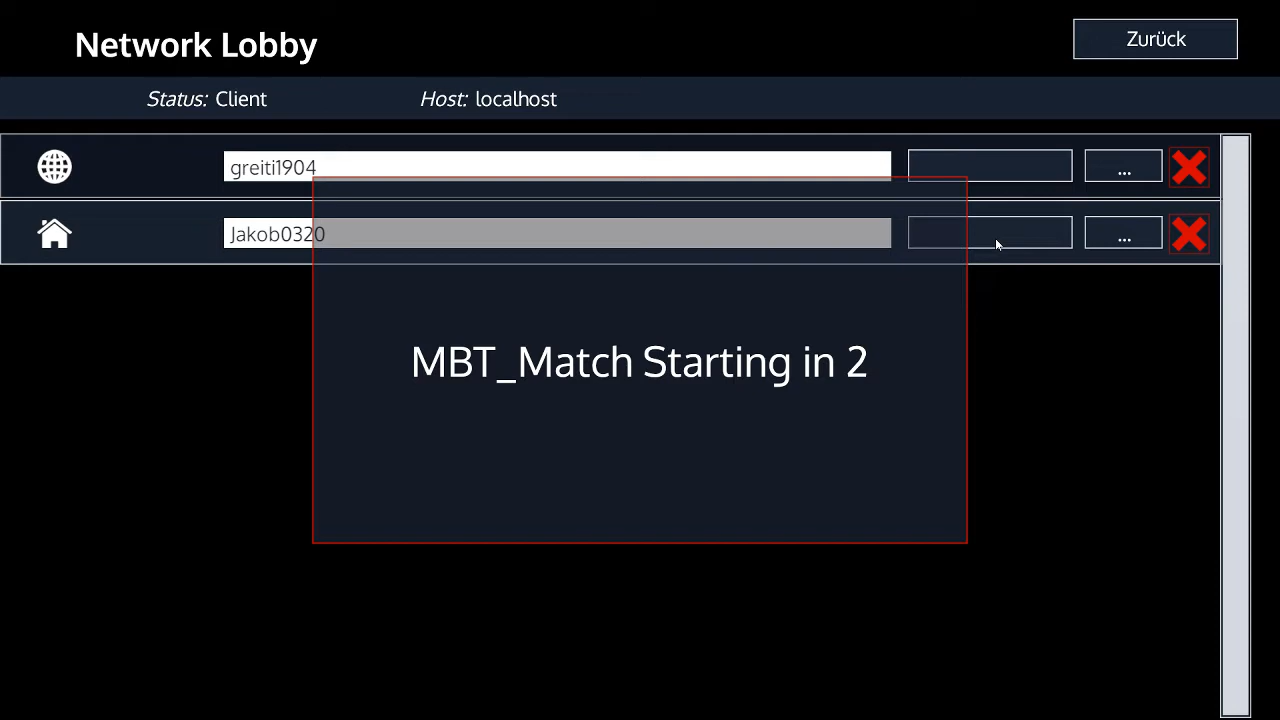 Network Lobby
Zurück
Status: Client
Host: localhost
greiti1904
...
Jakob0320
...
MBT_Match Starting in 2